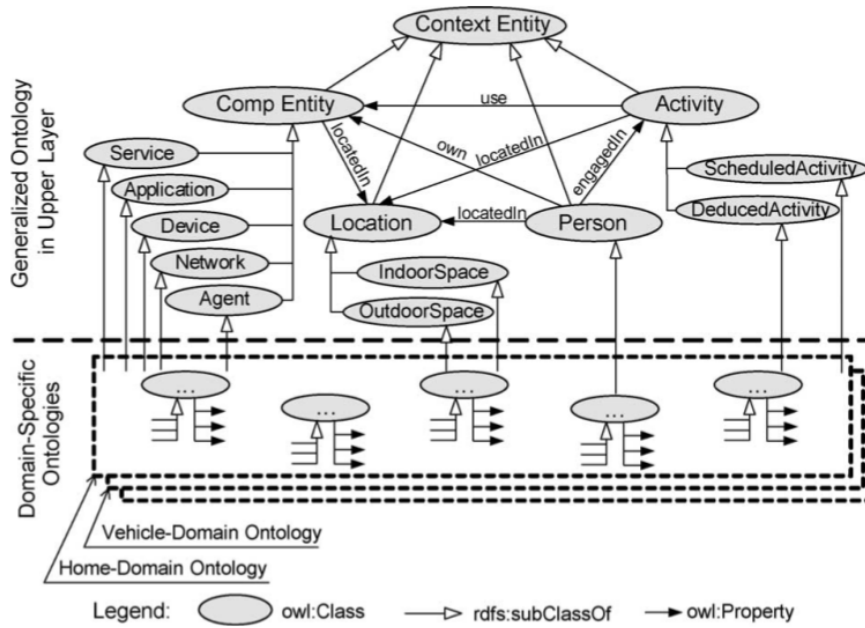 Context Entity
Generalized Ontology
in Upper Layer
Comp Entity
use
Activity
Service
locatedIn
own
locatedIn
engagedIn
ScheduledActivity
Application
DeducedActivity
Device
Location
locatedIn
Person
Network
IndoorSpace
Agent
OutdoorSpace
Domain-Specific
Ontologies
...
...
...
...
...
Vehicle-Domain Ontology
Home-Domain Ontology
Legend: owl:Class rdfs:subClassOf owl:Property